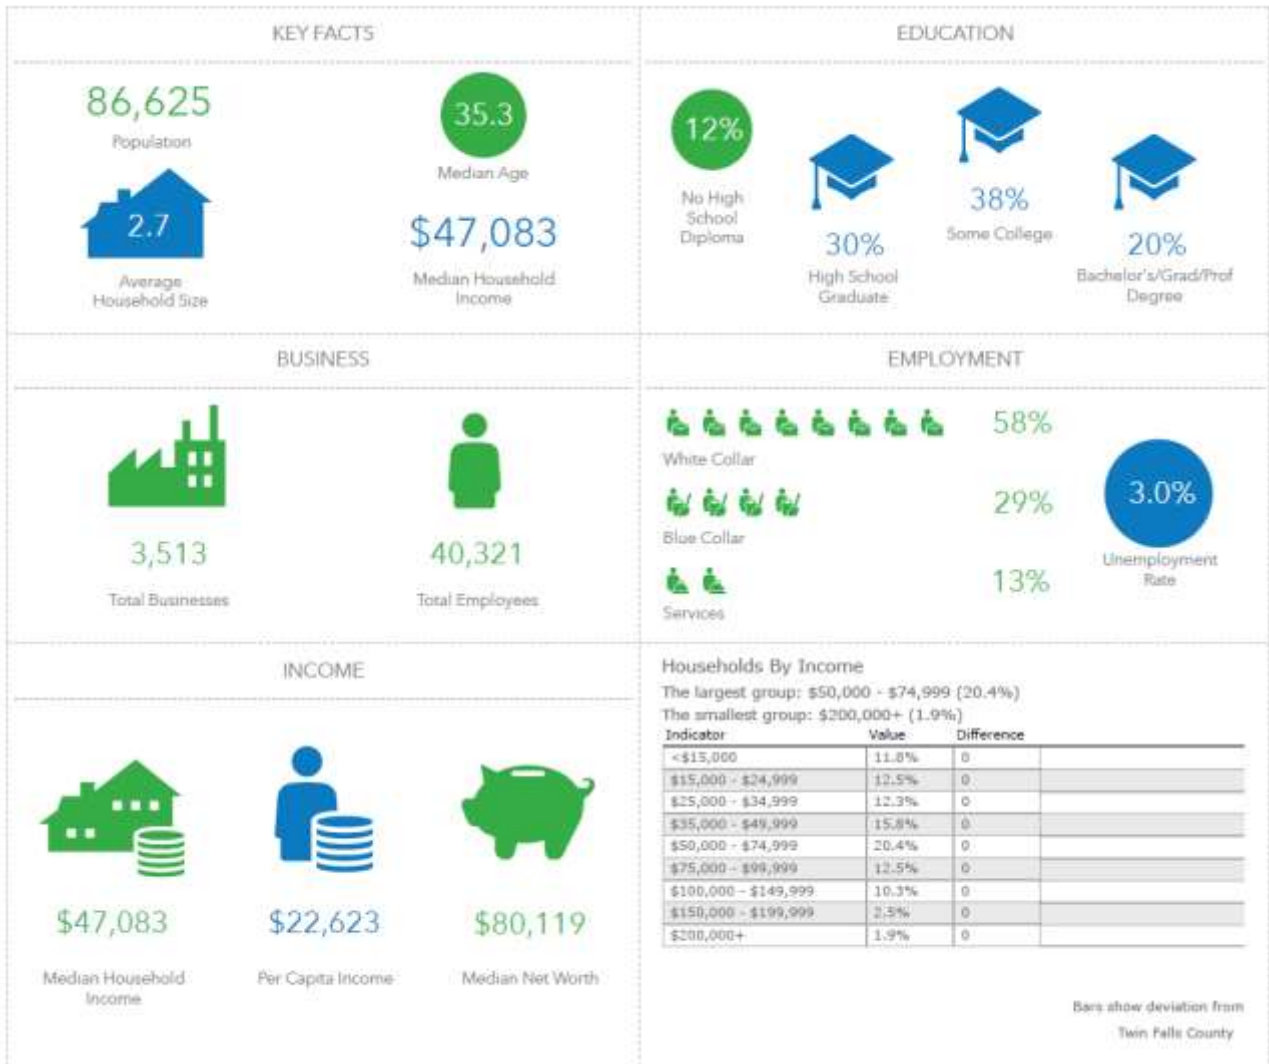 KEY FACTS
86,625
Population
35.3
Median Age
2.7
Average
Household Size
$47,083
Median Household
Income
EDUCATION
12%
No High
School
Diploma
30%
High School
Graduate
38%
Some College
20%
Bachelor's/Grad/Prof
Degree
BUSINESS
3,513
Total Businesses
40,321
Total Employees
EMPLOYMENT
58%
White Collar
29%
Blue Collar
13%
Services
3.0%
Unemployment
Rate
INCOME
$47,083
Median Household
Income
$22,623
Per Capita Income
$80,119
Median Net Worth
Households By Income
The largest group: $50,000 - $74,999 (20.4%)
The smallest group: $200,000+ (1.9%)
Indicator Value Difference
<$15,000 11.8% 0
$15,000 - $24,999 12.5% 0
$25,000 - $34,999 12.3% 0
$35,000 - $49,999 15.8% 0
$50,000 - $74,999 20.4% 0
$75,000 - $99,999 12.5% 0
$100,000 - $149,999 10.3% 0
$150,000 - $199,999 2.5% 0
$200,000+ 1.9% 0
Bars show deviation from
Twin Falls County